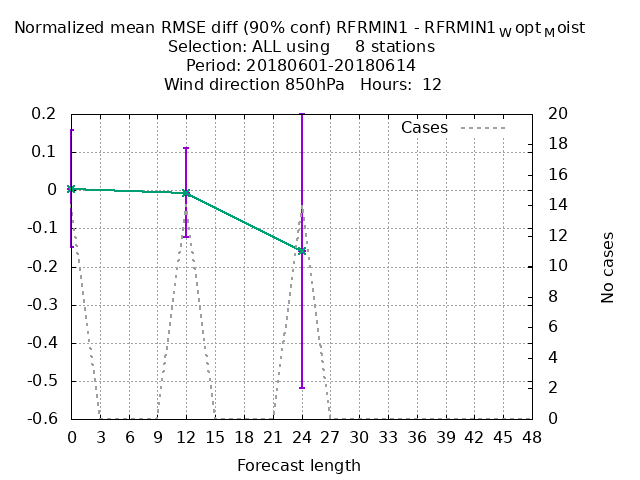 Normalized mean RMSE diff (90% conf) RFRMIN1 - RFRMIN1WoptMoist
Selection: ALL using 8 stations
Period: 20180601-20180614
Wind direction 850hPa Hours: 12
Cases
0.2
0.1
0
-0.1
-0.2
-0.3
-0.4
-0.5
-0.6
20
18
16
14
12
10
8
6
4
2
0
No cases
0 3 6 9 12 15 18 21 24 27 30 33 36 39 42 45 48
Forecast length